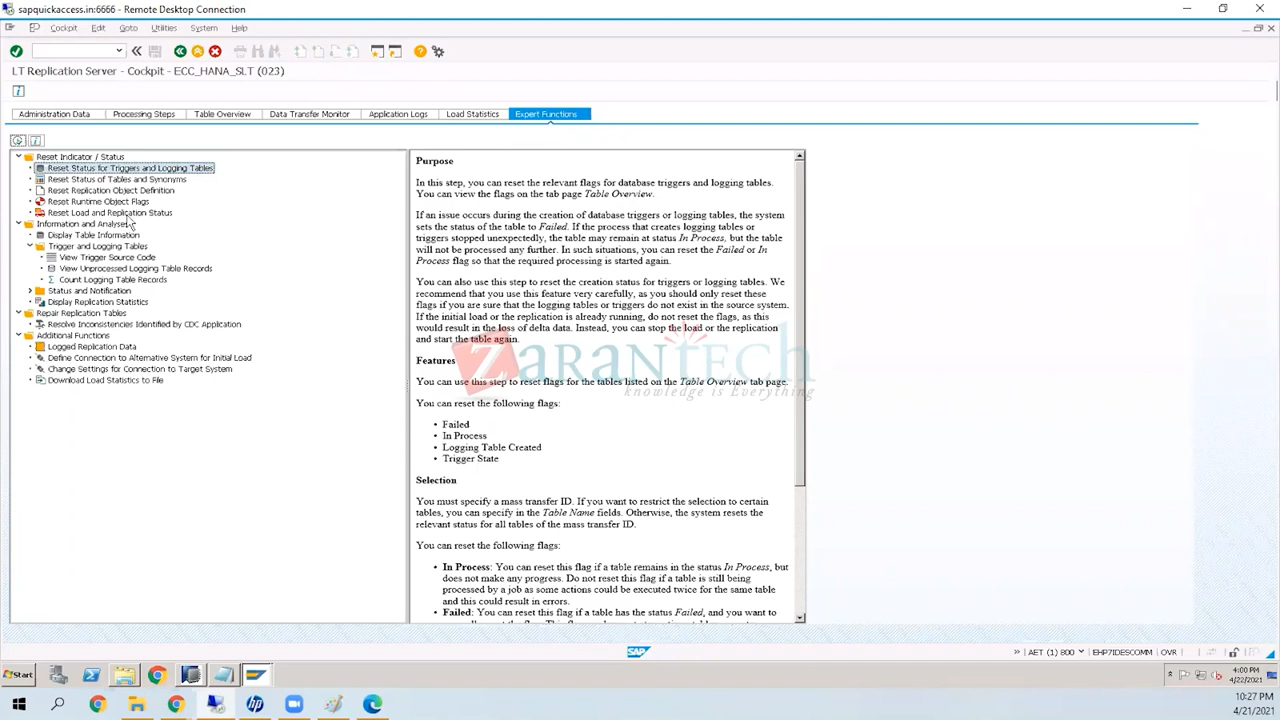 sapquickaccess.in:6666 - Remote Desktop Connection
Cockpit Edit Goto Utilities System Help
LT Replication Server - Cockpit - ECC_HANA_SLT (023)
Administration Data Processing Steps Table Overview Data Transfer Monitor Application Logs Load Statistics Expert Functions
Reset Indicator / Status
Reset Status for Triggers and Logging Tables
Reset Status of Tables and Synonyms
Reset Replication Object Definition
Reset Runtime Object Flags
Reset Load and Replication Status
Information and Analyses
Display Table Information
Trigger and Logging Tables
View Trigger Source Code
View Unprocessed Logging Table Records
Count Logging Table Records
Status and Notification
Display Replication Statistics
Repair Replication Tables
Resolve Inconsistencies Identified by CDC Application
Additional Functions
Logged Replication Data
Define Connection to Alternative System for Initial Load
Change Settings for Connection to Target System
Download Load Statistics to File
Purpose
In this step, you can reset the relevant flags for database triggers and logging tables.
You can view the flags on the tab page Table Overview.
If an issue occurs during the creation of database triggers or logging tables, the system
sets the status of the table to Failed. If the process that creates logging tables or
triggers stopped unexpectedly, the table may remain at status In Process, but the table
will not be processed any further. In such situations, you can reset the Failed or In
Process flag so that the required processing is started again.
You can also use this step to reset the creation status for triggers or logging tables. We
recommend that you use this feature very carefully, as you should only reset these
flags if you are sure that the logging tables or triggers do not exist in the source system.
If the initial load or the replication is already running, do not reset the flags, as this
would result in the loss of delta data. Instead, you can stop the load or the replication
and start the table again.
Features
You can use this step to reset flags for the tables listed on the Table Overview tab page.
You can reset the following flags:
• Failed
• In Process
• Logging Table Created
• Trigger State
Selection
You must specify a mass transfer ID. If you want to restrict the selection to certain
tables, you can specify in the Table Name fields. Otherwise, the system resets the
relevant status for all tables of the mass transfer ID.
You can reset the following flags:
• In Process: You can reset this flag if a table remains in the status In Process, but
does not make any progress. Do not reset this flag if a table is still being
processed by a job as some actions could be executed twice for the same table
and this could result in errors.
• Failed: You can reset this flag if a table has the status Failed, and you want to
ZaranTech
knowledge is Everything
SAP
» AET (1) 800 EHP7IDESCOMM OVR
Start
4:00 PM
4/22/2021
10:27 PM
4/21/2021